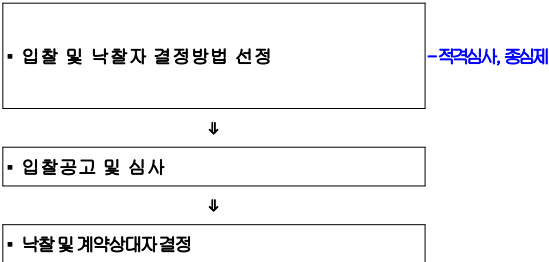 ▪ 입찰 및 낙찰자 결정방법 선정 -적격심사, 종심제
⇓
▪ 입찰공고 및 심사
⇓
▪ 낙찰 및 계약상대자 결정